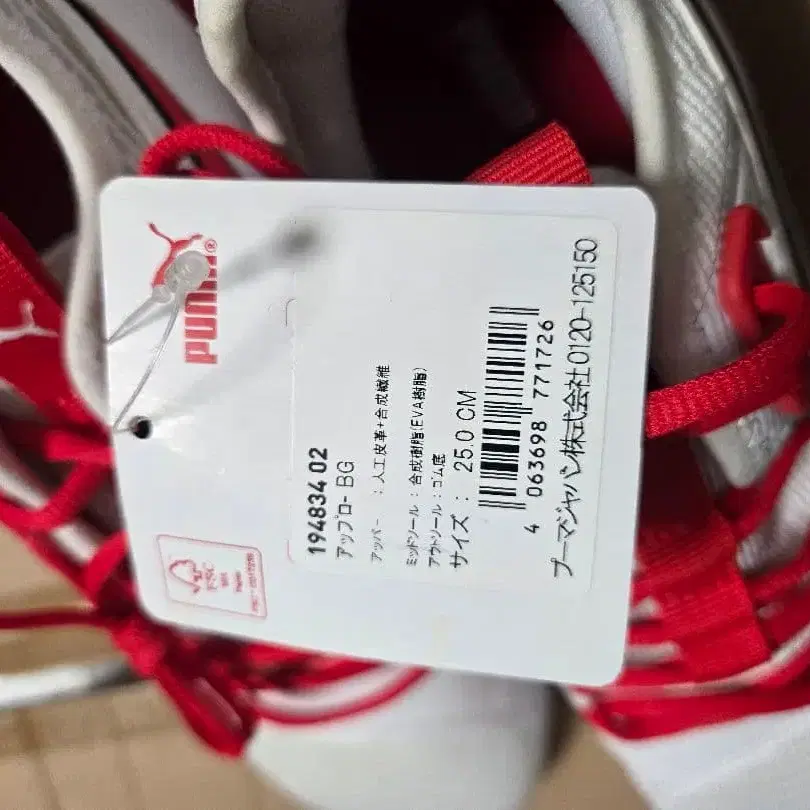 PUMA®
194834 02
アップロー BG
アッパー : 人工皮革+合成繊維
ミッドソール : 合成樹脂(EVA樹脂)
アウトソール : ゴム底
サイズ : 25.0 CM
4 063698 771726
プーマジャパン株式会社 0120-125150
FSC